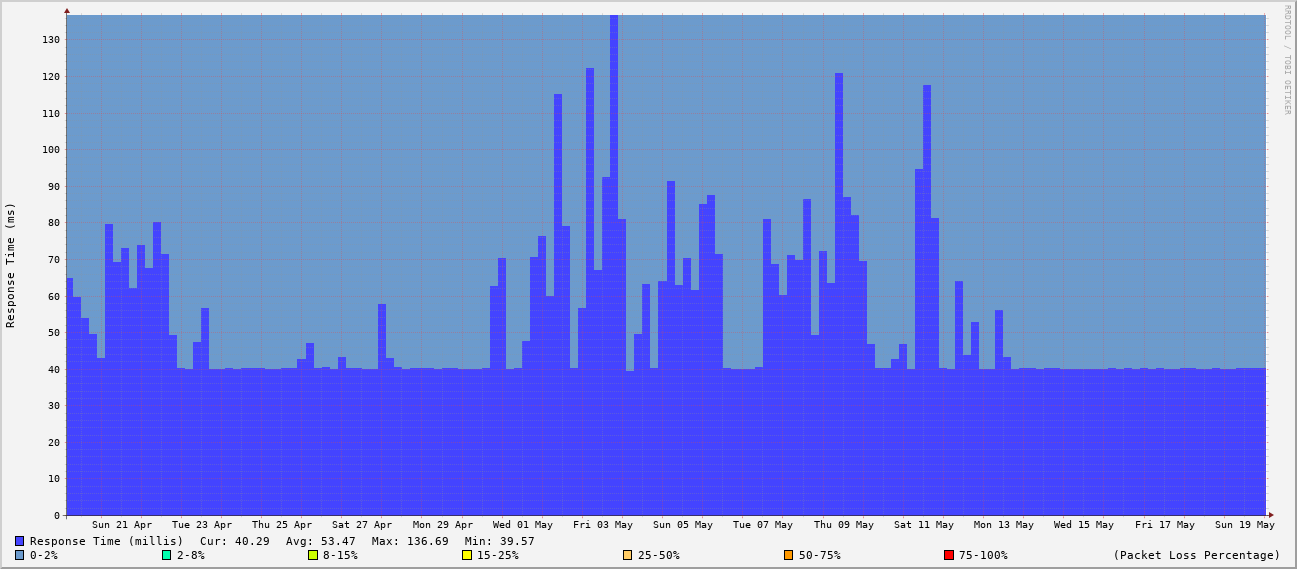 RRDTOOL / TOBI OETIKER
Response Time (ms)
130
120
110
100
90
80
70
60
50
40
30
20
10
0
Sun 21 Apr Tue 23 Apr Thu 25 Apr Sat 27 Apr Mon 29 Apr Wed 01 May Fri 03 May Sun 05 May Tue 07 May Thu 09 May Sat 11 May Mon 13 May Wed 15 May Fri 17 May Sun 19 May
Response Time (millis) Cur: 40.29 Avg: 53.47 Max: 136.69 Min: 39.57
0-2% 2-8% 8-15% 15-25% 25-50% 50-75% 75-100% (Packet Loss Percentage)